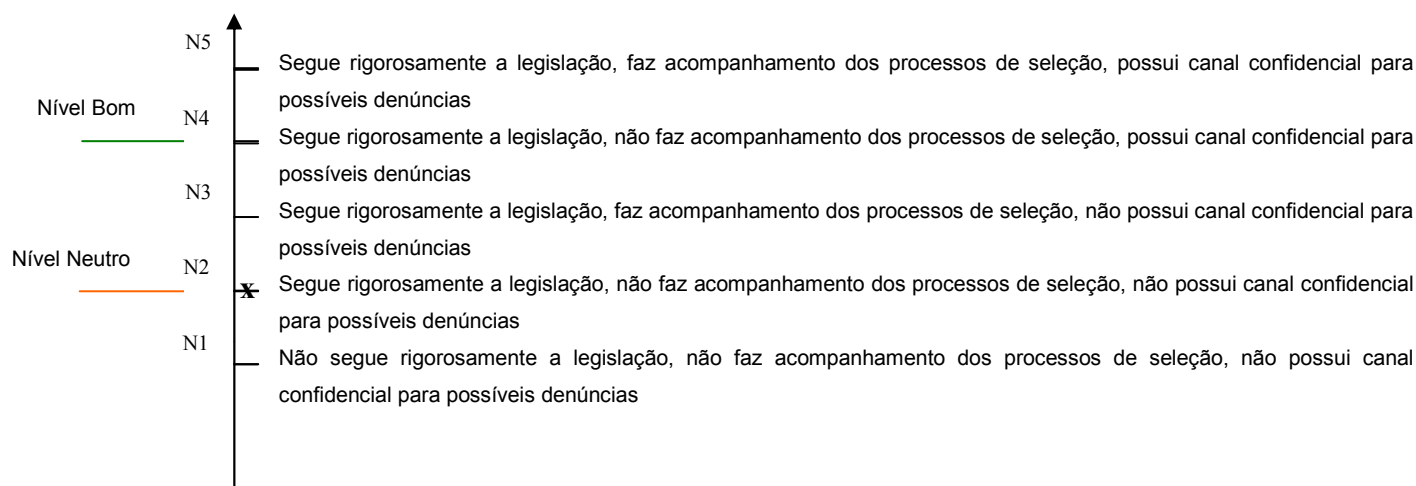 N5
Segue rigorosamente a legislação, faz acompanhamento dos processos de seleção, possui canal confidencial para
possíveis denúncias
Nível Bom
N4
Segue rigorosamente a legislação, não faz acompanhamento dos processos de seleção, possui canal confidencial para
possíveis denúncias
N3
Segue rigorosamente a legislação, faz acompanhamento dos processos de seleção, não possui canal confidencial para
possíveis denúncias
Nível Neutro
N2
x
Segue rigorosamente a legislação, não faz acompanhamento dos processos de seleção, não possui canal confidencial
para possíveis denúncias
N1
Não segue rigorosamente a legislação, não faz acompanhamento dos processos de seleção, não possui canal
confidencial para possíveis denúncias